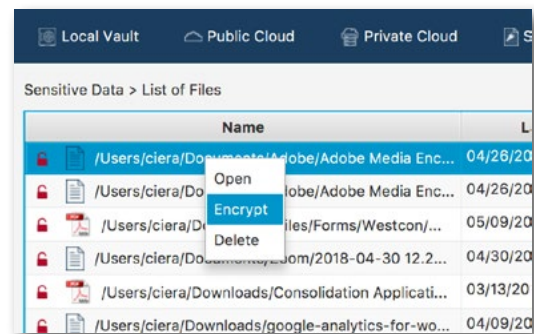 Local Vault Public Cloud Private Cloud S
Sensitive Data > List of Files
Name L
/Users/ciera/Documents/Adobe/Adobe Media Enc... 04/26/20
Open
/Users/ciera/Do lobe/Adobe Media Enc... 04/26/20
Encrypt
/Users/ciera/D iles/Forms/Westcon/... 05/09/20
Delete
/Users/ciera/Documents/Zoom/2018-04-30 12.2... 04/30/20
/Users/ciera/Downloads/Consolidation Applicati... 03/13/20
/Users/ciera/Downloads/google-analytics-for-wo... 04/09/20